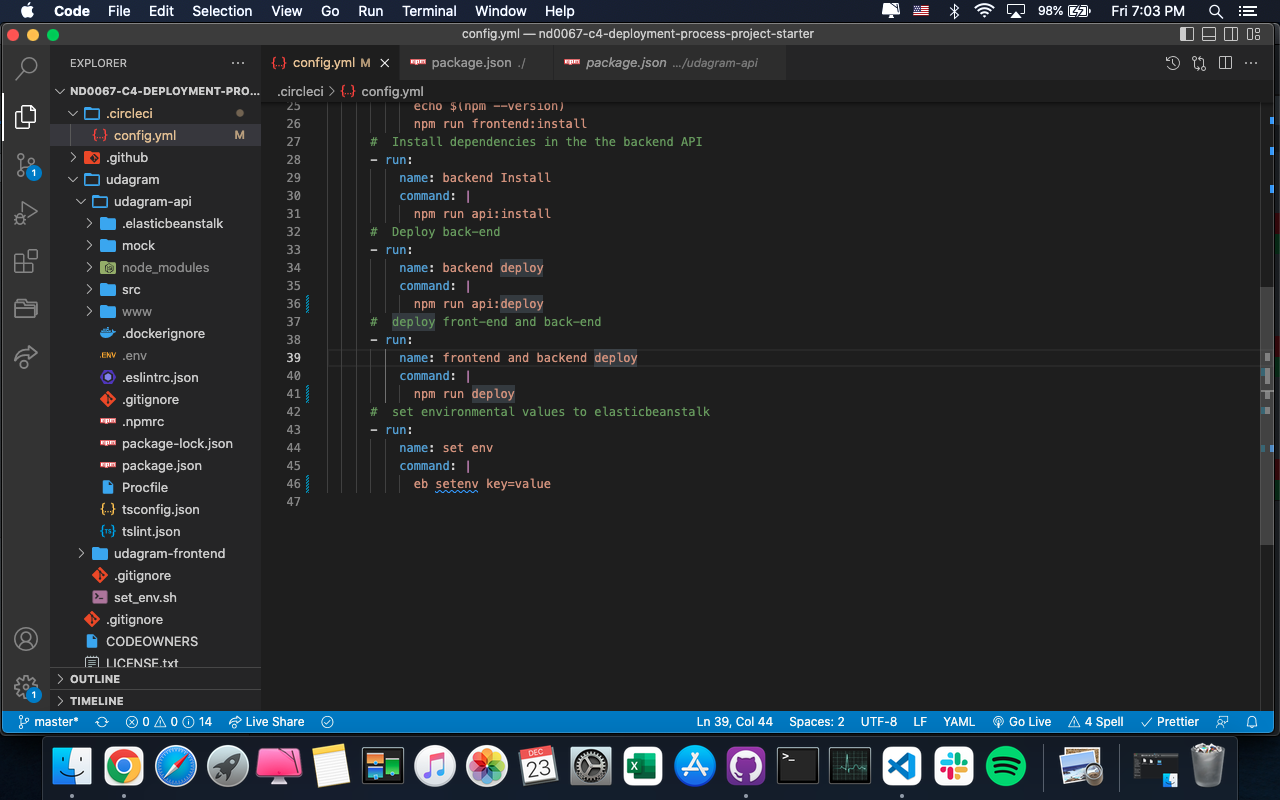 Code File Edit Selection View Go Run Terminal Window Help 98% Fri 7:03 PM
config.yml — nd0067-c4-deployment-process-project-starter
EXPLORER
config.yml M
package.json ./
package.json .../udagram-api
ND0067-C4-DEPLOYMENT-PRO...
.circleci > config.yml
.circleci
config.yml M
.github
udagram
udagram-api
.elasticbeanstalk
mock
node_modules
src
www
.dockerignore
.env
.eslintrc.json
.gitignore
.npmrc
package-lock.json
package.json
Procfile
tsconfig.json
tslint.json
udagram-frontend
.gitignore
set_env.sh
.gitignore
CODEOWNERS
LICENSE.txt
OUTLINE
TIMELINE
25 echo $(npm --version)
26 npm run frontend:install
27 # Install dependencies in the the backend API
28 - run:
29 name: backend Install
30 command: |
31 npm run api:install
32 # Deploy back-end
33 - run:
34 name: backend deploy
35 command: |
36 npm run api:deploy
37 # deploy front-end and back-end
38 - run:
39 name: frontend and backend deploy
40 command: |
41 npm run deploy
42 # set environmental values to elasticbeanstalk
43 - run:
44 name: set env
45 command: |
46 eb setenv key=value
47
1
1
master* 0 0 14 Live Share Ln 39, Col 44 Spaces: 2 UTF-8 LF YAML Go Live 4 Spell Prettier
DEC
23